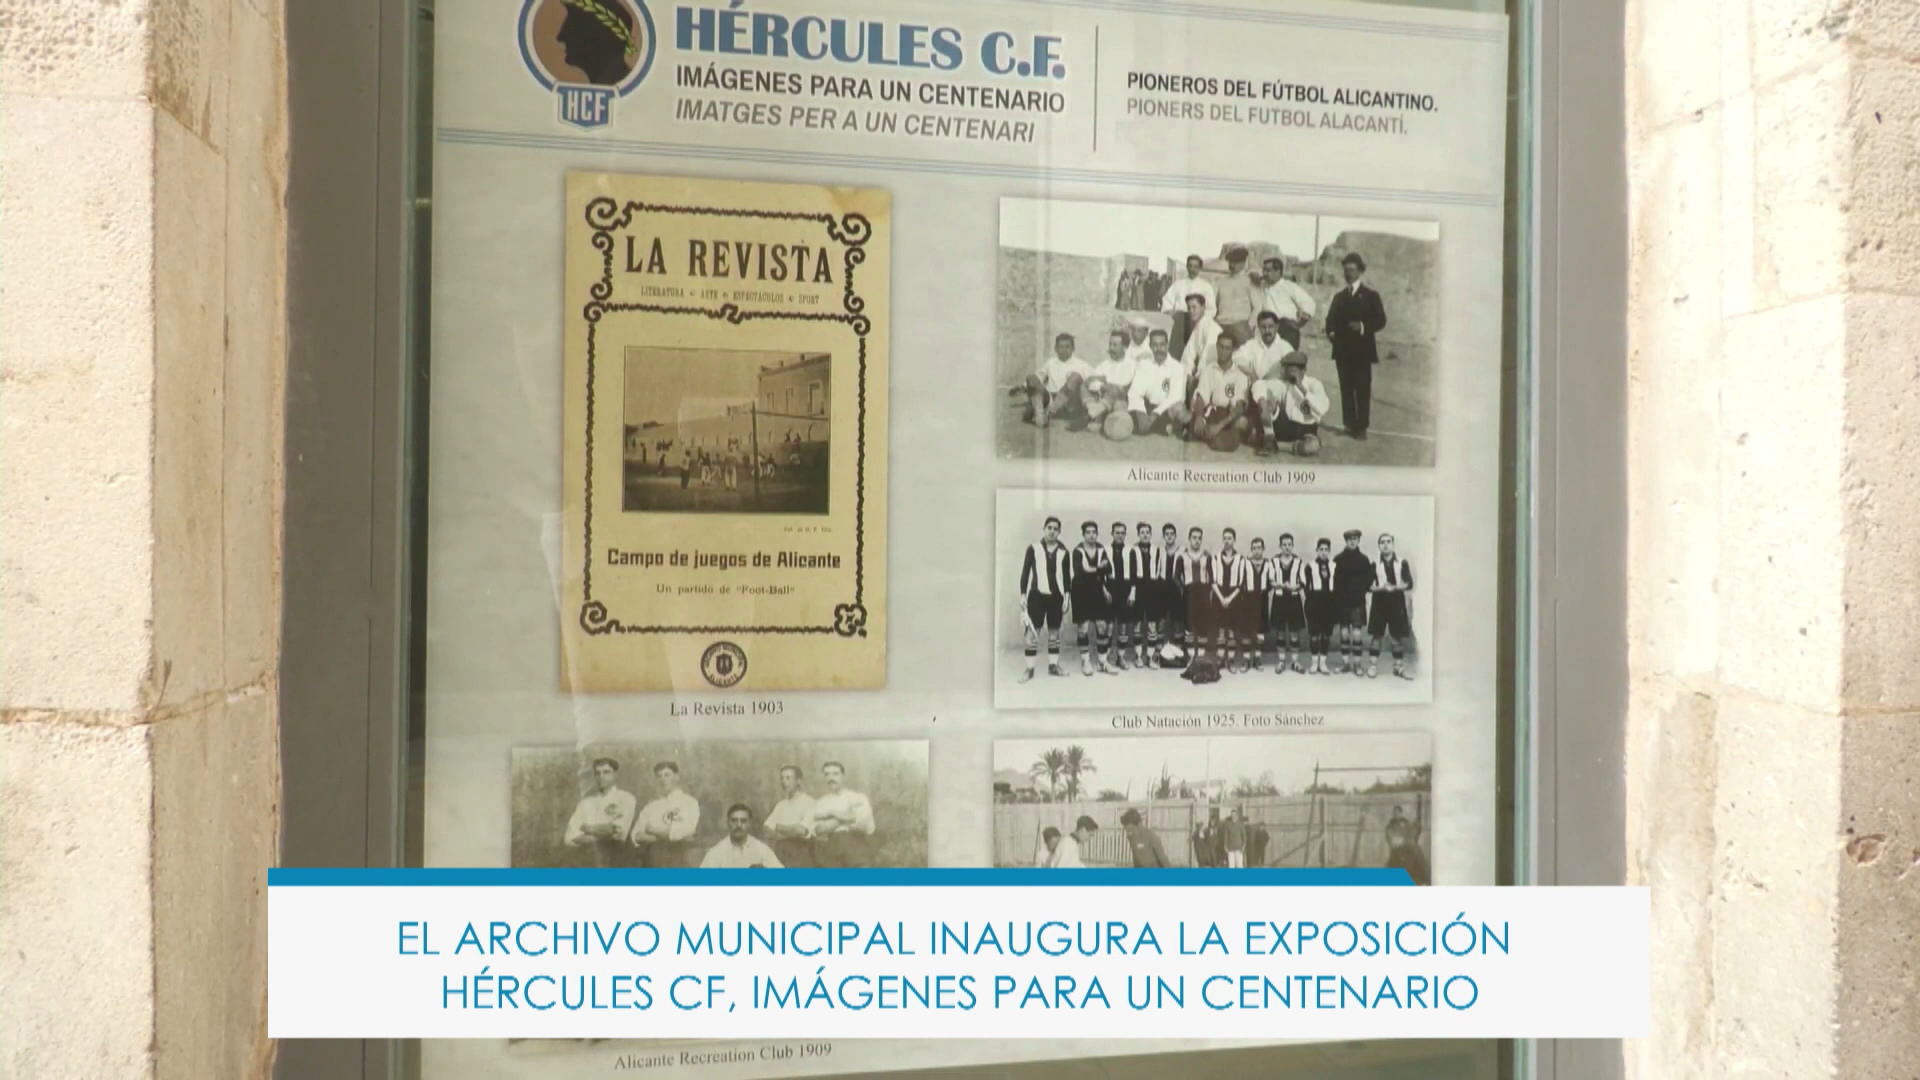 HÉRCULES C.F.
IMÁGENES PARA UN CENTENARIO
IMATGES PER A UN CENTENARI
HCF
PIONEROS DEL FÚTBOL ALICANTINO.
PIONERS DEL FUTBOL ALACANTÍ.
LA REVISTA
LITERATURA ARTE ESPECTACULOS SPORT
Campo de juegos de Alicante
Un partido de "Foot-Ball"
ALICANTE
La Revista 1903
Alicante Recreation Club 1909
Club Natación 1925. Foto Sánchez
EL ARCHIVO MUNICIPAL INAUGURA LA EXPOSICIÓN
HÉRCULES CF, IMÁGENES PARA UN CENTENARIO
Alicante Recreation Club 1909